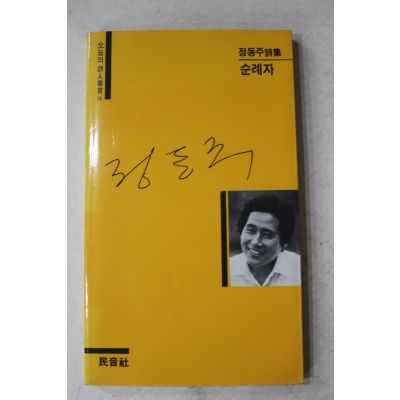 오늘의 詩人叢書
14
정동주詩集
순례자
정동주
民音社